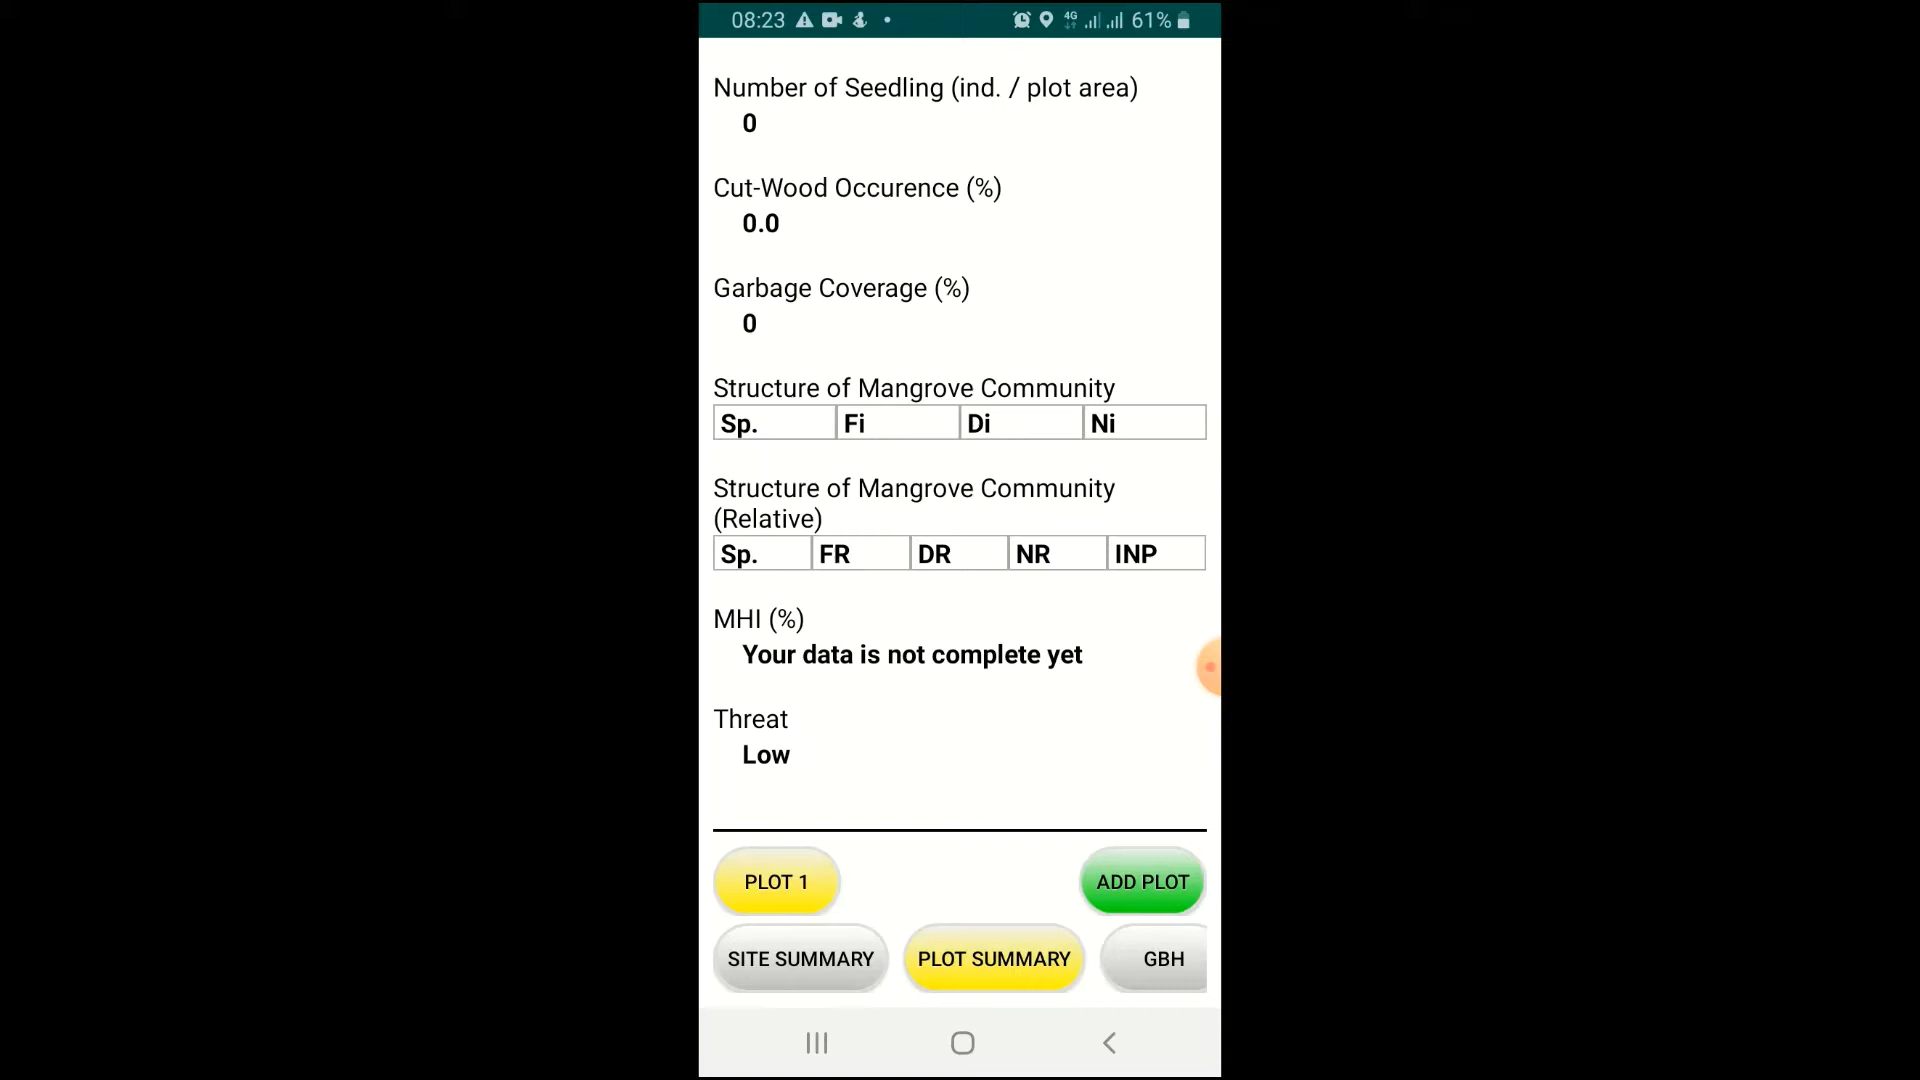 08:23 4G 61%
Number of Seedling (ind. / plot area)
0
Cut-Wood Occurence (%)
0.0
Garbage Coverage (%)
0
Structure of Mangrove Community
Sp. Fi Di Ni
Structure of Mangrove Community
(Relative)
Sp. FR DR NR INP
MHI (%)
Your data is not complete yet
Threat
Low
PLOT 1 ADD PLOT
SITE SUMMARY PLOT SUMMARY GBH